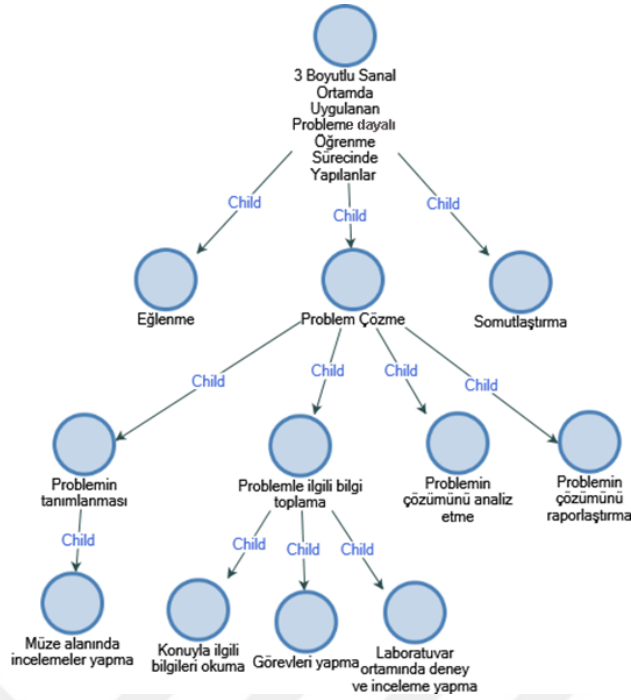 3 Boyutlu Sanal
Ortamda
Uygulanan
Probleme dayalı
Öğrenme
Sürecinde
Yapılanlar
Child
Child
Child
Eğlenme
Problem Çözme
Somutlaştırma
Child
Child
Child
Child
Problemin
tanımlanması
Problemle ilgili bilgi
toplama
Problemin
çözümünü analiz
etme
Problemin
çözümünü
raporlaştırma
Child
Child
Child
Child
Müze alanında
incelemeler yapma
Konuyla ilgili
bilgileri okuma
Görevleri yapma
Laboratuvar
ortamında deney
ve inceleme yapma